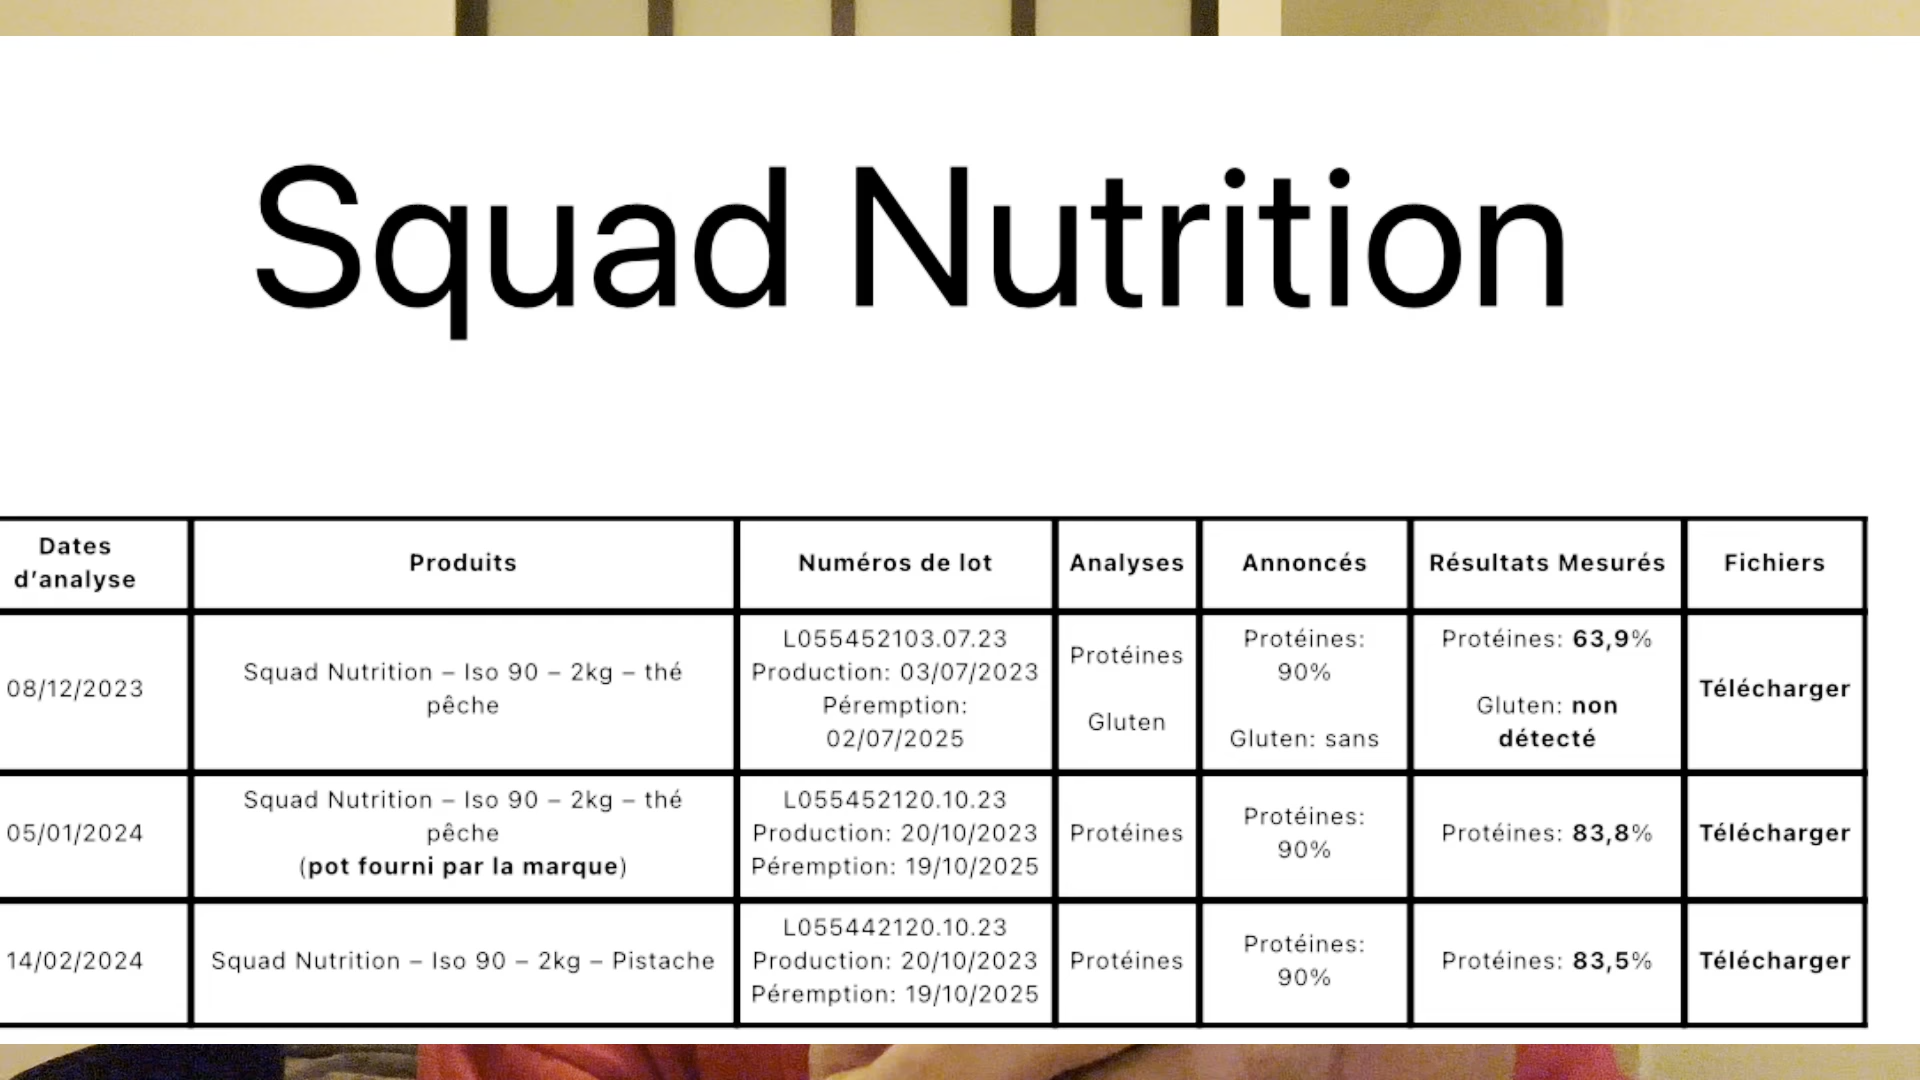 Squad Nutrition
Dates
d’analyse
Produits
Numéros de lot
Analyses
Annoncés
Résultats Mesurés
Fichiers
08/12/2023
Squad Nutrition – Iso 90 – 2kg – thé
pêche
L055452103.07.23
Production: 03/07/2023
Péremption:
02/07/2025
Protéines
Gluten
Protéines:
90%
Gluten: sans
Protéines: 63,9%
Gluten: non
détecté
Télécharger
05/01/2024
Squad Nutrition – Iso 90 – 2kg – thé
pêche
(pot fourni par la marque)
L055452120.10.23
Production: 20/10/2023
Péremption: 19/10/2025
Protéines
Protéines:
90%
Protéines: 83,8%
Télécharger
14/02/2024
Squad Nutrition – Iso 90 – 2kg – Pistache
L055442120.10.23
Production: 20/10/2023
Péremption: 19/10/2025
Protéines
Protéines:
90%
Protéines: 83,5%
Télécharger